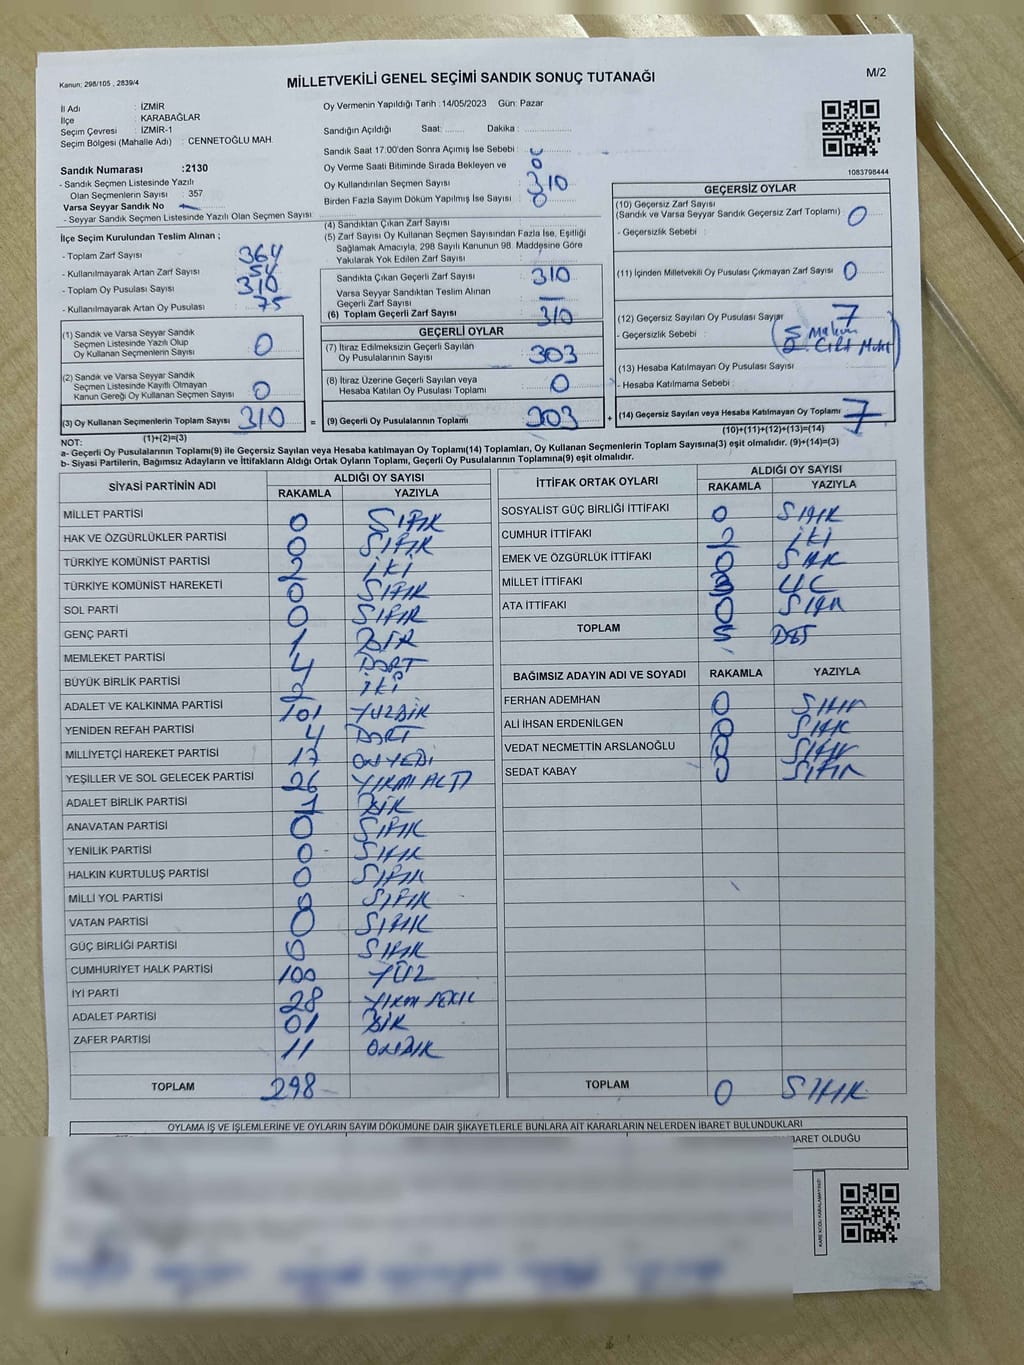 Kanun: 298/105 , 2839/4
MİLLETVEKİLİ GENEL SEÇİMİ SANDIK SONUÇ TUTANAĞI
M/2
İl Adı : İZMİR
İlçe : KARABAĞLAR
Seçim Çevresi : İZMİR-1
Seçim Bölgesi (Mahalle Adı) : CENNETOĞLU MAH.
Oy Vermenin Yapıldığı Tarih :14/05/2023 Gün: Pazar
Sandığın Açıldığı Saat: ........ Dakika : ....................
Sandık Saat 17:00'den Sonra Açımış İse Sebebi : 0
Oy Verme Saati Bitiminde Sırada Bekleyen ve 0
Oy Kullandırılan Seçmen Sayısı 310
Birden Fazla Sayım Döküm Yapılmış İse Sayısı 0
1083798444
Sandık Numarası :2130
- Sandık Seçmen Listesinde Yazılı
Olan Seçmenlerin Sayısı : 357
Varsa Seyyar Sandık No : -
- Seyyar Sandık Seçmen Listesinde Yazılı Olan Seçmen Sayısı
İlçe Seçim Kurulundan Teslim Alınan ;
- Toplam Zarf Sayısı : 364
- Kullanılmayarak Artan Zarf Sayısı : 54
- Toplam Oy Pusulası Sayısı : 310
- Kullanılmayarak Artan Oy Pusulası : 75
(4) Sandıktan Çıkan Zarf Sayısı
(5) Zarf Sayısı Oy Kullanan Seçmen Sayısından Fazla İse, Eşitliği
Sağlamak Amacıyla, 298 Sayılı Kanunun 98. Maddesine Göre
Yakılarak Yok Edilen Zarf Sayısı
Sandıkta Çıkan Geçerli Zarf Sayısı 310
Varsa Seyyar Sandıktan Teslim Alınan
Geçerli Zarf Sayısı —
(6) Toplam Geçerli Zarf Sayısı 310
GEÇERSİZ OYLAR
(10) Geçersiz Zarf Sayısı
(Sandık ve Varsa Seyyar Sandık Geçersiz Zarf Toplamı) 0
- Geçersizlik Sebebi :
(11) İçinden Milletvekili Oy Pusulası Çıkmayan Zarf Sayısı 0
(12) Geçersiz Sayılan Oy Pusulası Sayısı 7
- Geçersizlik Sebebi :
(13) Hesaba Katılmayan Oy Pusulası Sayısı
- Hesaba Katılmama Sebebi :
(14) Geçersiz Sayılan veya Hesaba Katılmayan Oy Toplamı 7
(10)+(11)+(12)+(13)=(14)
(1) Sandık ve Varsa Seyyar Sandık
Seçmen Listesinde Yazılı Olup
Oy Kullanan Seçmenlerin Sayısı 0
(2) Sandık ve Varsa Seyyar Sandık
Seçmen Listesinde Kayıtlı Olmayan
Kanun Gereği Oy Kullanan Seçmen Sayısı 0
(3) Oy Kullanan Seçmenlerin Toplam Sayısı 310 =
(1)+(2)=(3)
GEÇERLİ OYLAR
(7) İtiraz Edilmeksizin Geçerli Sayılan
Oy Pusulalarının Sayısı 303
(8) İtiraz Üzerine Geçerli Sayılan veya
Hesaba Katılan Oy Pusulaları Toplamı 0
(9) Geçerli Oy Pusulalarının Toplamı 303 +
NOT:
a- Geçerli Oy Pusulalarının Toplamı(9) ile Geçersiz Sayılan veya Hesaba katılmayan Oy Toplamı(14) Toplamları, Oy Kullanan Seçmenlerin Toplam Sayısına(3) eşit olmalıdır. (9)+(14)=(3)
b- Siyasi Partilerin, Bağımsız Adayların ve İttifakların Aldığı Ortak Oyların Toplamı, Geçerli Oy Pusulalarının Toplamına(9) eşit olmalıdır.
SİYASİ PARTİNİN ADI ALDIĞI OY SAYISI
RAKAMLA YAZIYLA
MİLLET PARTİSİ 0 SIFIR
HAK VE ÖZGÜRLÜKLER PARTİSİ 0 SIFIR
TÜRKİYE KOMÜNİST PARTİSİ 2 İKİ
TÜRKİYE KOMÜNİST HAREKETİ 0 SIFIR
SOL PARTİ 0 SIFIR
GENÇ PARTİ 1 BİR
MEMLEKET PARTİSİ 4 DÖRT
BÜYÜK BİRLİK PARTİSİ 2 İKİ
ADALET VE KALKINMA PARTİSİ 101 YÜZBİR
YENİDEN REFAH PARTİSİ 4 DÖRT
MİLLİYETÇİ HAREKET PARTİSİ 17 ONYEDİ
YEŞİLLER VE SOL GELECEK PARTİSİ 26 YİRMİALTI
ADALET BİRLİK PARTİSİ 1 BİR
ANAVATAN PARTİSİ 0 SIFIR
YENİLİK PARTİSİ 0 SIFIR
HALKIN KURTULUŞ PARTİSİ 0 SIFIR
MİLLİ YOL PARTİSİ 0 SIFIR
VATAN PARTİSİ 0 SIFIR
GÜÇ BİRLİĞİ PARTİSİ 0 SIFIR
CUMHURİYET HALK PARTİSİ 100 YÜZ
İYİ PARTİ 28 YİRMİ SEKİZ
ADALET PARTİSİ 01 BİR
ZAFER PARTİSİ 11 ONBİR
TOPLAM 298
İTTİFAK ORTAK OYLARI ALDIĞI OY SAYISI
RAKAMLA YAZIYLA
SOSYALİST GÜÇ BİRLİĞİ İTTİFAKI 0 SIFIR
CUMHUR İTTİFAKI 2 İKİ
EMEK VE ÖZGÜRLÜK İTTİFAKI 0 SIFIR
MİLLET İTTİFAKI 3 ÜÇ
ATA İTTİFAKI 0 SIFIR
TOPLAM 5 BEŞ
BAĞIMSIZ ADAYIN ADI VE SOYADI RAKAMLA YAZIYLA
FERHAN ADEMHAN 0 SIFIR
ALİ İHSAN ERDENİLGEN 0 SIFIR
VEDAT NECMETTİN ARSLANOĞLU 0 SIFIR
SEDAT KABAY 0 SIFIR
TOPLAM 0 SIFIR
OYLAMA İŞ VE İŞLEMLERİNE VE OYLARIN SAYIM DÖKÜMÜNE DAİR ŞİKAYETLERLE BUNLARA AİT KARARLARIN NELERDEN İBARET BULUNDUKLARI
BARET OLDUĞU
KARE KODU KARALAMAYINIZ!